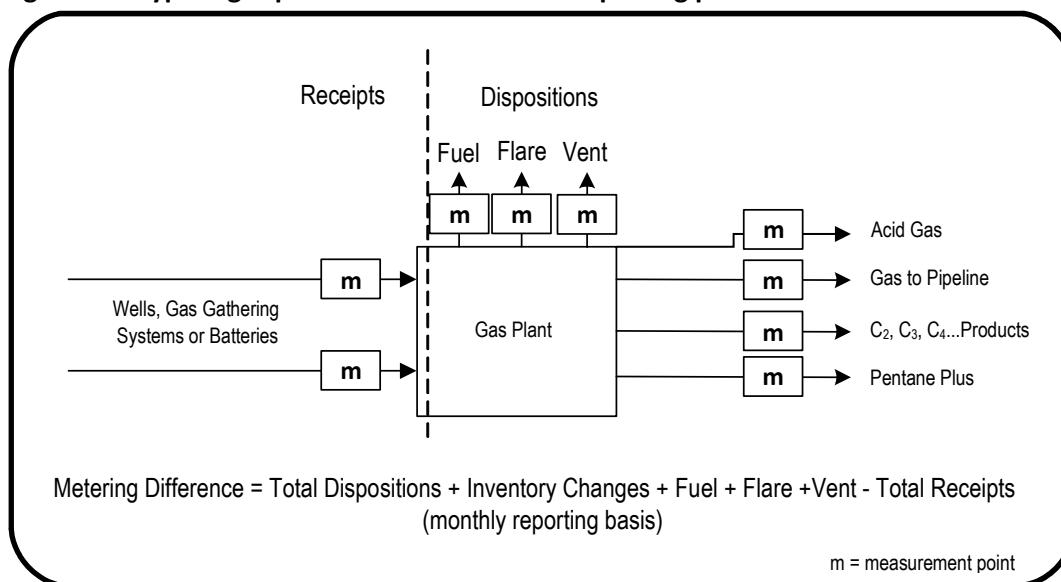 Receipts
Dispositions
Fuel
Flare
Vent
m
m
m
m
Acid Gas
m
m
Gas to Pipeline
Wells, Gas Gathering
Systems or Batteries
Gas Plant
m
C₂, C₃, C₄...Products
m
m
Pentane Plus
Metering Difference = Total Dispositions + Inventory Changes + Fuel + Flare +Vent - Total Receipts
(monthly reporting basis)
m = measurement point